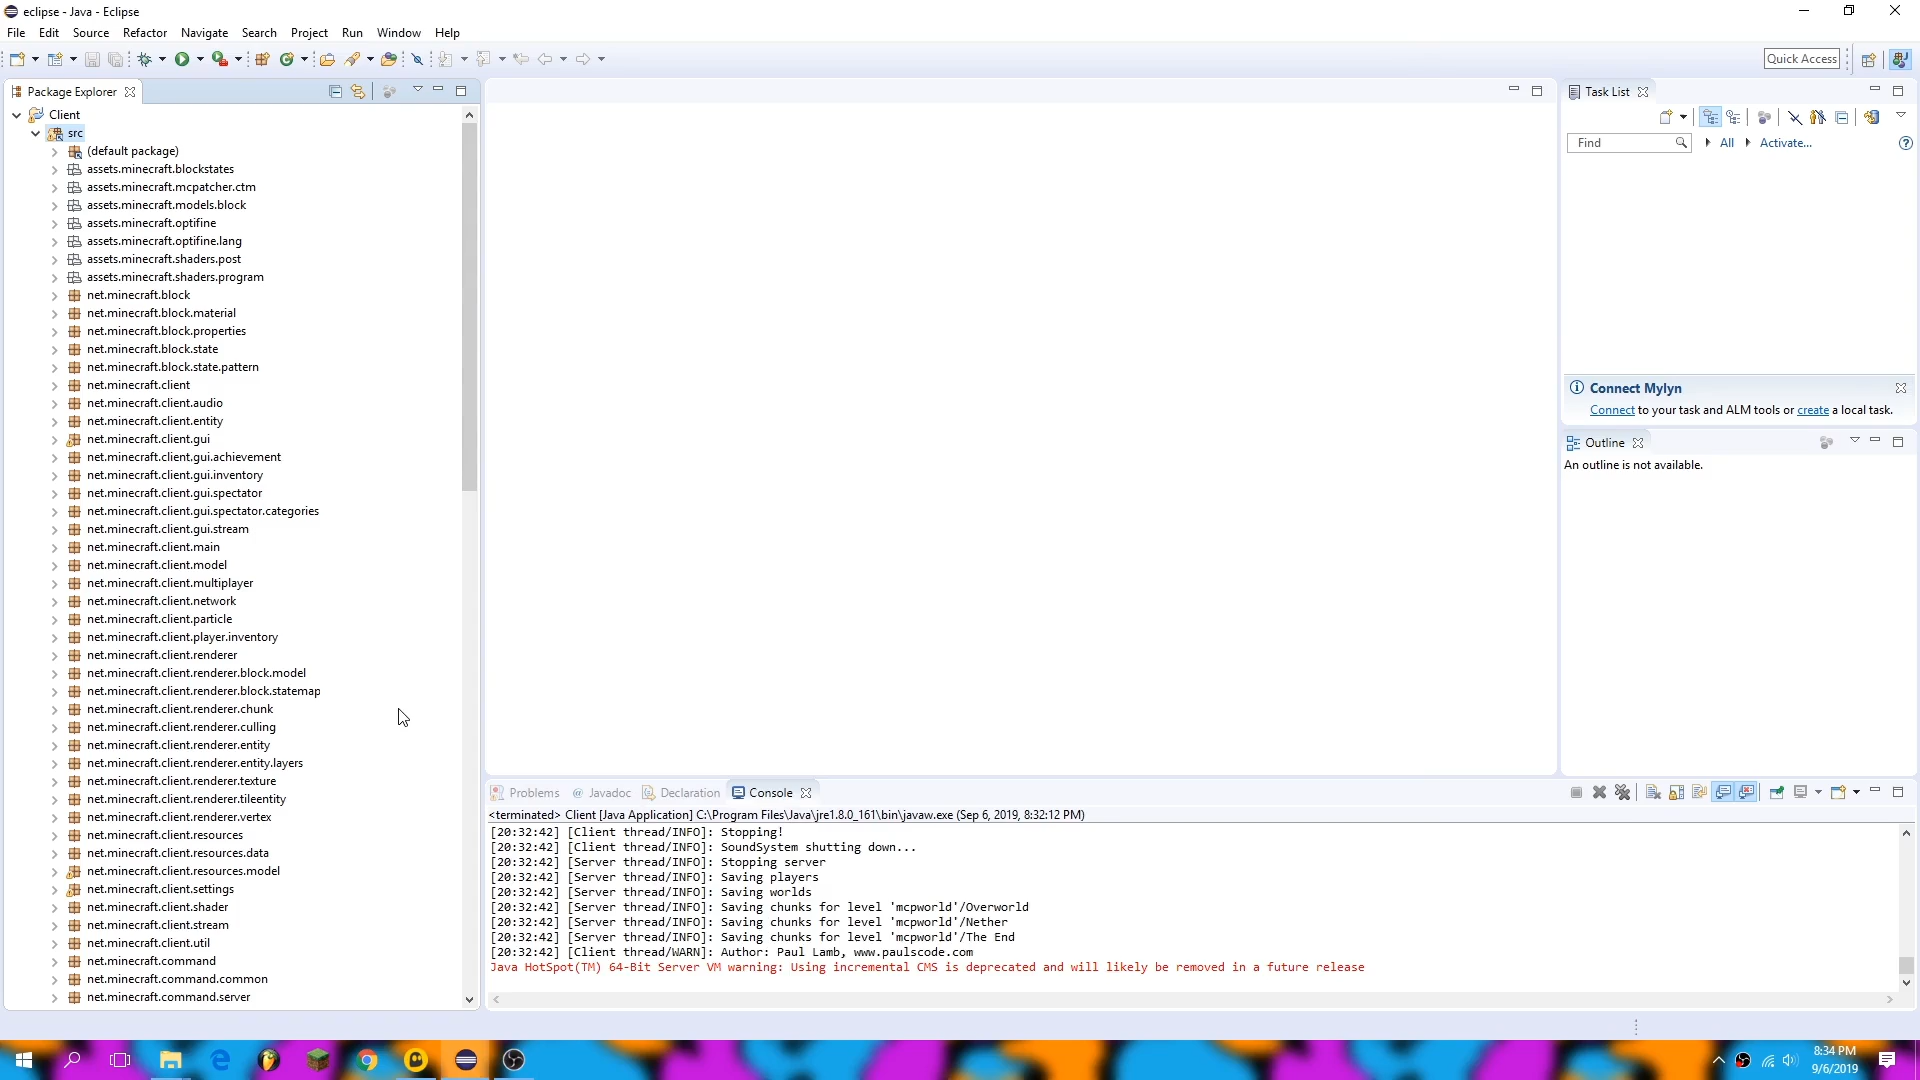 eclipse - Java - Eclipse
File Edit Source Refactor Navigate Search Project Run Window Help
Quick Access
Package Explorer
Client
src
(default package)
assets.minecraft.blockstates
assets.minecraft.mcpatcher.ctm
assets.minecraft.models.block
assets.minecraft.optifine
assets.minecraft.optifine.lang
assets.minecraft.shaders.post
assets.minecraft.shaders.program
net.minecraft.block
net.minecraft.block.material
net.minecraft.block.properties
net.minecraft.block.state
net.minecraft.block.state.pattern
net.minecraft.client
net.minecraft.client.audio
net.minecraft.client.entity
net.minecraft.client.gui
net.minecraft.client.gui.achievement
net.minecraft.client.gui.inventory
net.minecraft.client.gui.spectator
net.minecraft.client.gui.spectator.categories
net.minecraft.client.gui.stream
net.minecraft.client.main
net.minecraft.client.model
net.minecraft.client.multiplayer
net.minecraft.client.network
net.minecraft.client.particle
net.minecraft.client.player.inventory
net.minecraft.client.renderer
net.minecraft.client.renderer.block.model
net.minecraft.client.renderer.block.statemap
net.minecraft.client.renderer.chunk
net.minecraft.client.renderer.culling
net.minecraft.client.renderer.entity
net.minecraft.client.renderer.entity.layers
net.minecraft.client.renderer.texture
net.minecraft.client.renderer.tileentity
net.minecraft.client.renderer.vertex
net.minecraft.client.resources
net.minecraft.client.resources.data
net.minecraft.client.resources.model
net.minecraft.client.settings
net.minecraft.client.shader
net.minecraft.client.stream
net.minecraft.client.util
net.minecraft.command
net.minecraft.command.common
net.minecraft.command.server
Task List
Find All Activate...
Connect Mylyn
Connect to your task and ALM tools or create a local task.
Outline
An outline is not available.
Problems @ Javadoc Declaration Console
<terminated> Client [Java Application] C:\Program Files\Java\jre1.8.0_161\bin\javaw.exe (Sep 6, 2019, 8:32:12 PM)
[20:32:42] [Client thread/INFO]: Stopping!
[20:32:42] [Client thread/INFO]: SoundSystem shutting down...
[20:32:42] [Server thread/INFO]: Stopping server
[20:32:42] [Server thread/INFO]: Saving players
[20:32:42] [Server thread/INFO]: Saving worlds
[20:32:42] [Server thread/INFO]: Saving chunks for level 'mcpworld'/Overworld
[20:32:42] [Server thread/INFO]: Saving chunks for level 'mcpworld'/Nether
[20:32:42] [Server thread/INFO]: Saving chunks for level 'mcpworld'/The End
[20:32:42] [Client thread/WARN]: Author: Paul Lamb, www.paulscode.com
Java HotSpot(TM) 64-Bit Server VM warning: Using incremental CMS is deprecated and will likely be removed in a future release
8:34 PM
9/6/2019